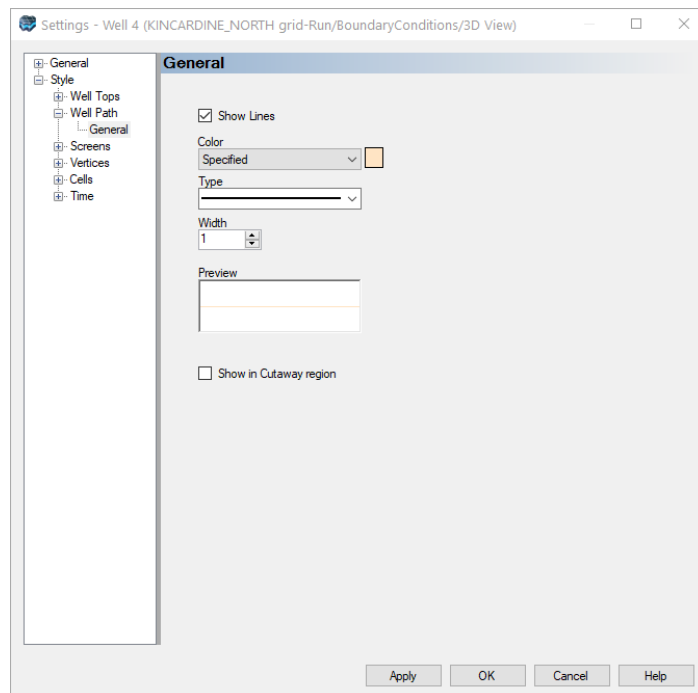 Settings - Well 4 (KINCARDINE_NORTH grid-Run/BoundaryConditions/3D View)
General
Style
Well Tops
Well Path
General
Screens
Vertices
Cells
Time
General
Show Lines
Color
Specified
Type
Width
1
Preview
Show in Cutaway region
Apply OK Cancel Help